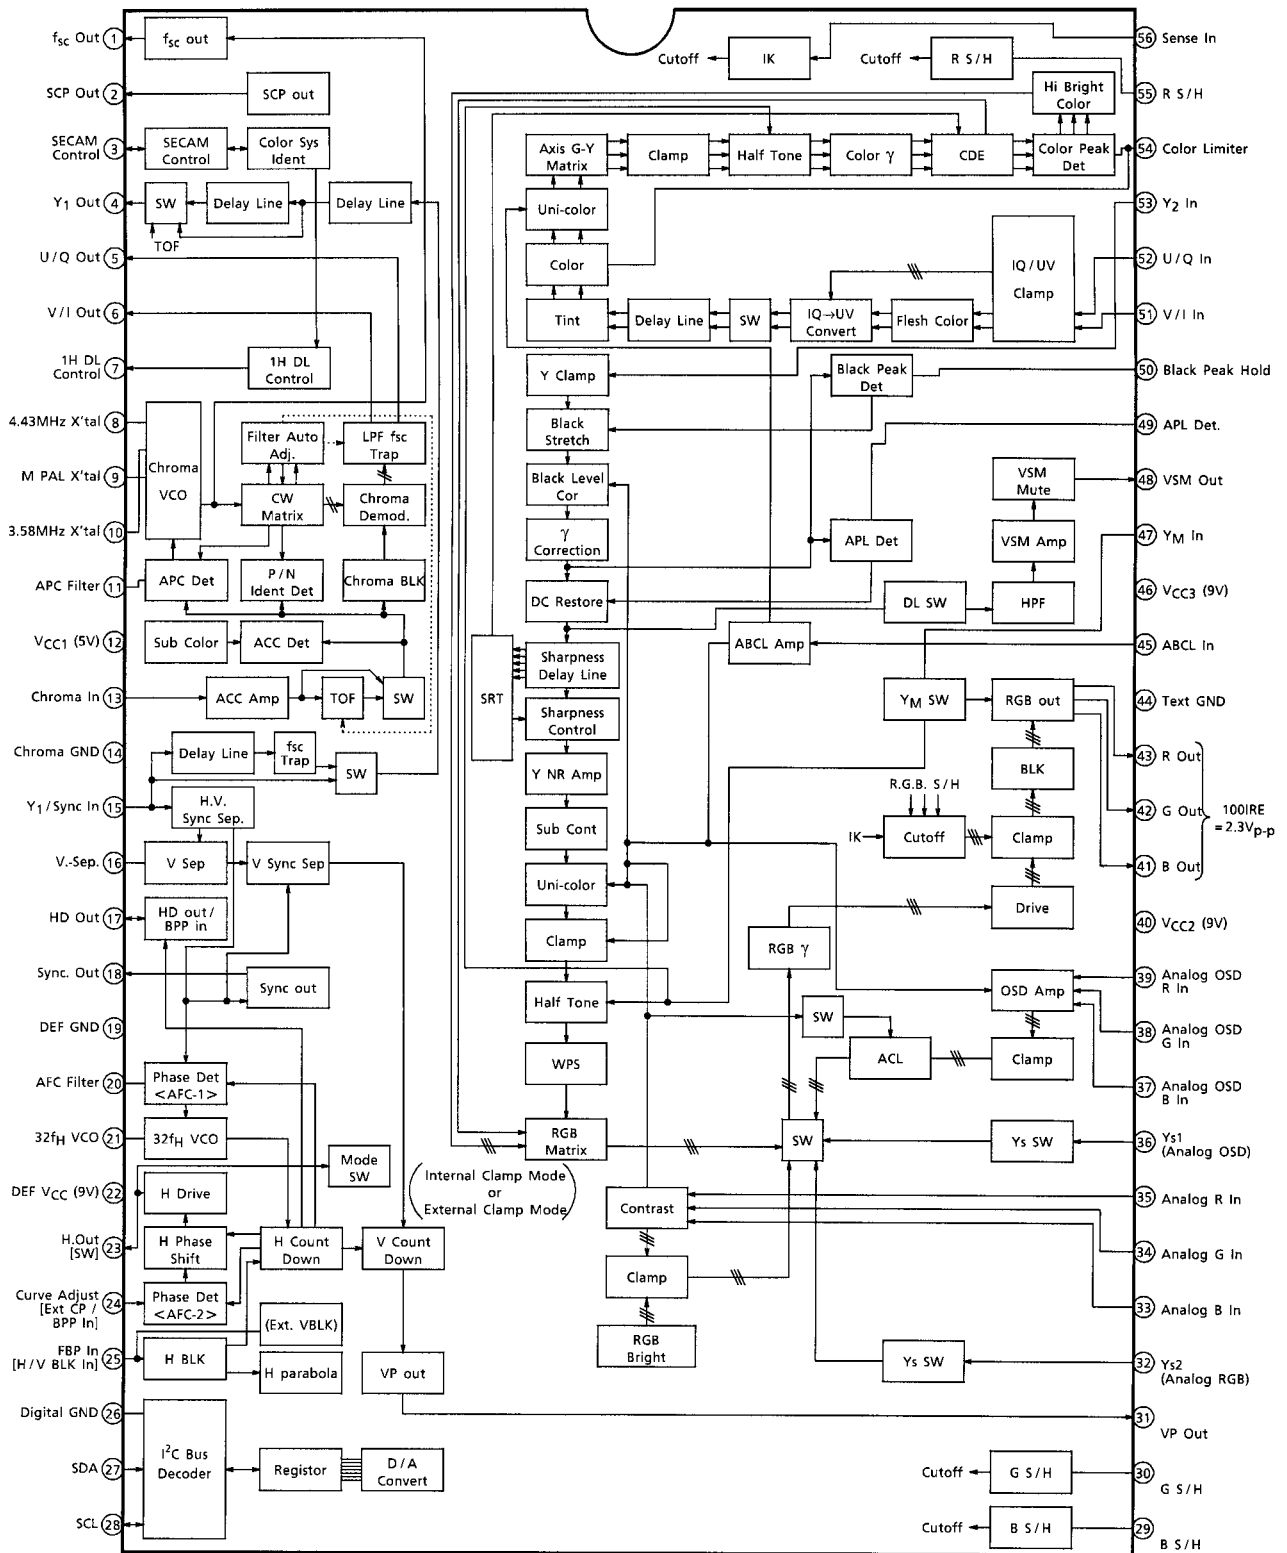 fsc Out 1
fsc out
SCP Out 2
SCP out
SECAM
Control 3
SECAM
Control
Color Sys
Ident
Y1 Out 4
SW
Delay Line
Delay Line
TOF
U/Q Out 5
V/I Out 6
1H DL
Control 7
1H DL
Control
4.43MHz X'tal 8
M PAL X'tal 9
3.58MHz X'tal 10
Chroma
VCO
Filter Auto
Adj.
LPF fsc
Trap
CW
Matrix
Chroma
Demod.
APC Filter 11
APC Det
P/N
Ident Det
Chroma BLK
VCC1 (5V) 12
Sub Color
ACC Det
Chroma In 13
ACC Amp
TOF
SW
Chroma GND 14
Delay Line
fsc
Trap
SW
Y1/Sync In 15
H.V.
Sync Sep.
V.-Sep. 16
V Sep
V Sync Sep
HD Out 17
HD out/
BPP in
Sync. Out 18
Sync out
DEF GND 19
AFC Filter 20
Phase Det
<AFC-1>
32fH VCO 21
32fH VCO
Mode
SW
DEF VCC (9V) 22
H Drive
H.Out
[SW] 23
H Phase
Shift
H Count
Down
V Count
Down
Curve Adjust
[Ext CP/
BPP In] 24
Phase Det
<AFC-2>
(Ext. VBLK)
FBP In
[H/V BLK In] 25
H BLK
H parabola
VP out
Digital GND 26
SDA 27
SCL 28
I2C Bus
Decoder
Registor
D/A
Convert
Cutoff
IK
Cutoff
R S/H
Hi Bright
Color
Axis G-Y
Matrix
Clamp
Half Tone
Color γ
CDE
Color Peak
Det
Uni-color
Color
IQ/UV
Clamp
Tint
Delay Line
SW
IQ→UV
Convert
Flesh Color
Y Clamp
Black Peak
Det
Black
Stretch
Black Level
Cor
VSM
Mute
γ
Correction
APL Det
VSM Amp
DC Restore
DL SW
HPF
SRT
Sharpness
Delay Line
ABCL Amp
Sharpness
Control
YM SW
RGB out
Y NR Amp
BLK
R.G.B. S/H
Sub Cont
IK
Cutoff
Clamp
Uni-color
Drive
Clamp
RGB γ
Half Tone
OSD Amp
SW
WPS
ACL
Clamp
RGB
Matrix
SW
Ys SW
(Internal Clamp Mode
or
External Clamp Mode)
Contrast
Clamp
RGB
Bright
Ys SW
Cutoff
G S/H
Cutoff
B S/H
56 Sense In
55 R S/H
54 Color Limiter
53 Y2 In
52 U/Q In
51 V/I In
50 Black Peak Hold
49 APL Det.
48 VSM Out
47 YM In
46 VCC3 (9V)
45 ABCL In
44 Text GND
43 R Out
42 G Out
41 B Out
100IRE
=2.3Vp-p
40 VCC2 (9V)
39 Analog OSD
R In
38 Analog OSD
G In
37 Analog OSD
B In
36 Ys1
(Analog OSD)
35 Analog R In
34 Analog G In
33 Analog B In
32 Ys2
(Analog RGB)
31
VP Out
30
G S/H
29
B S/H